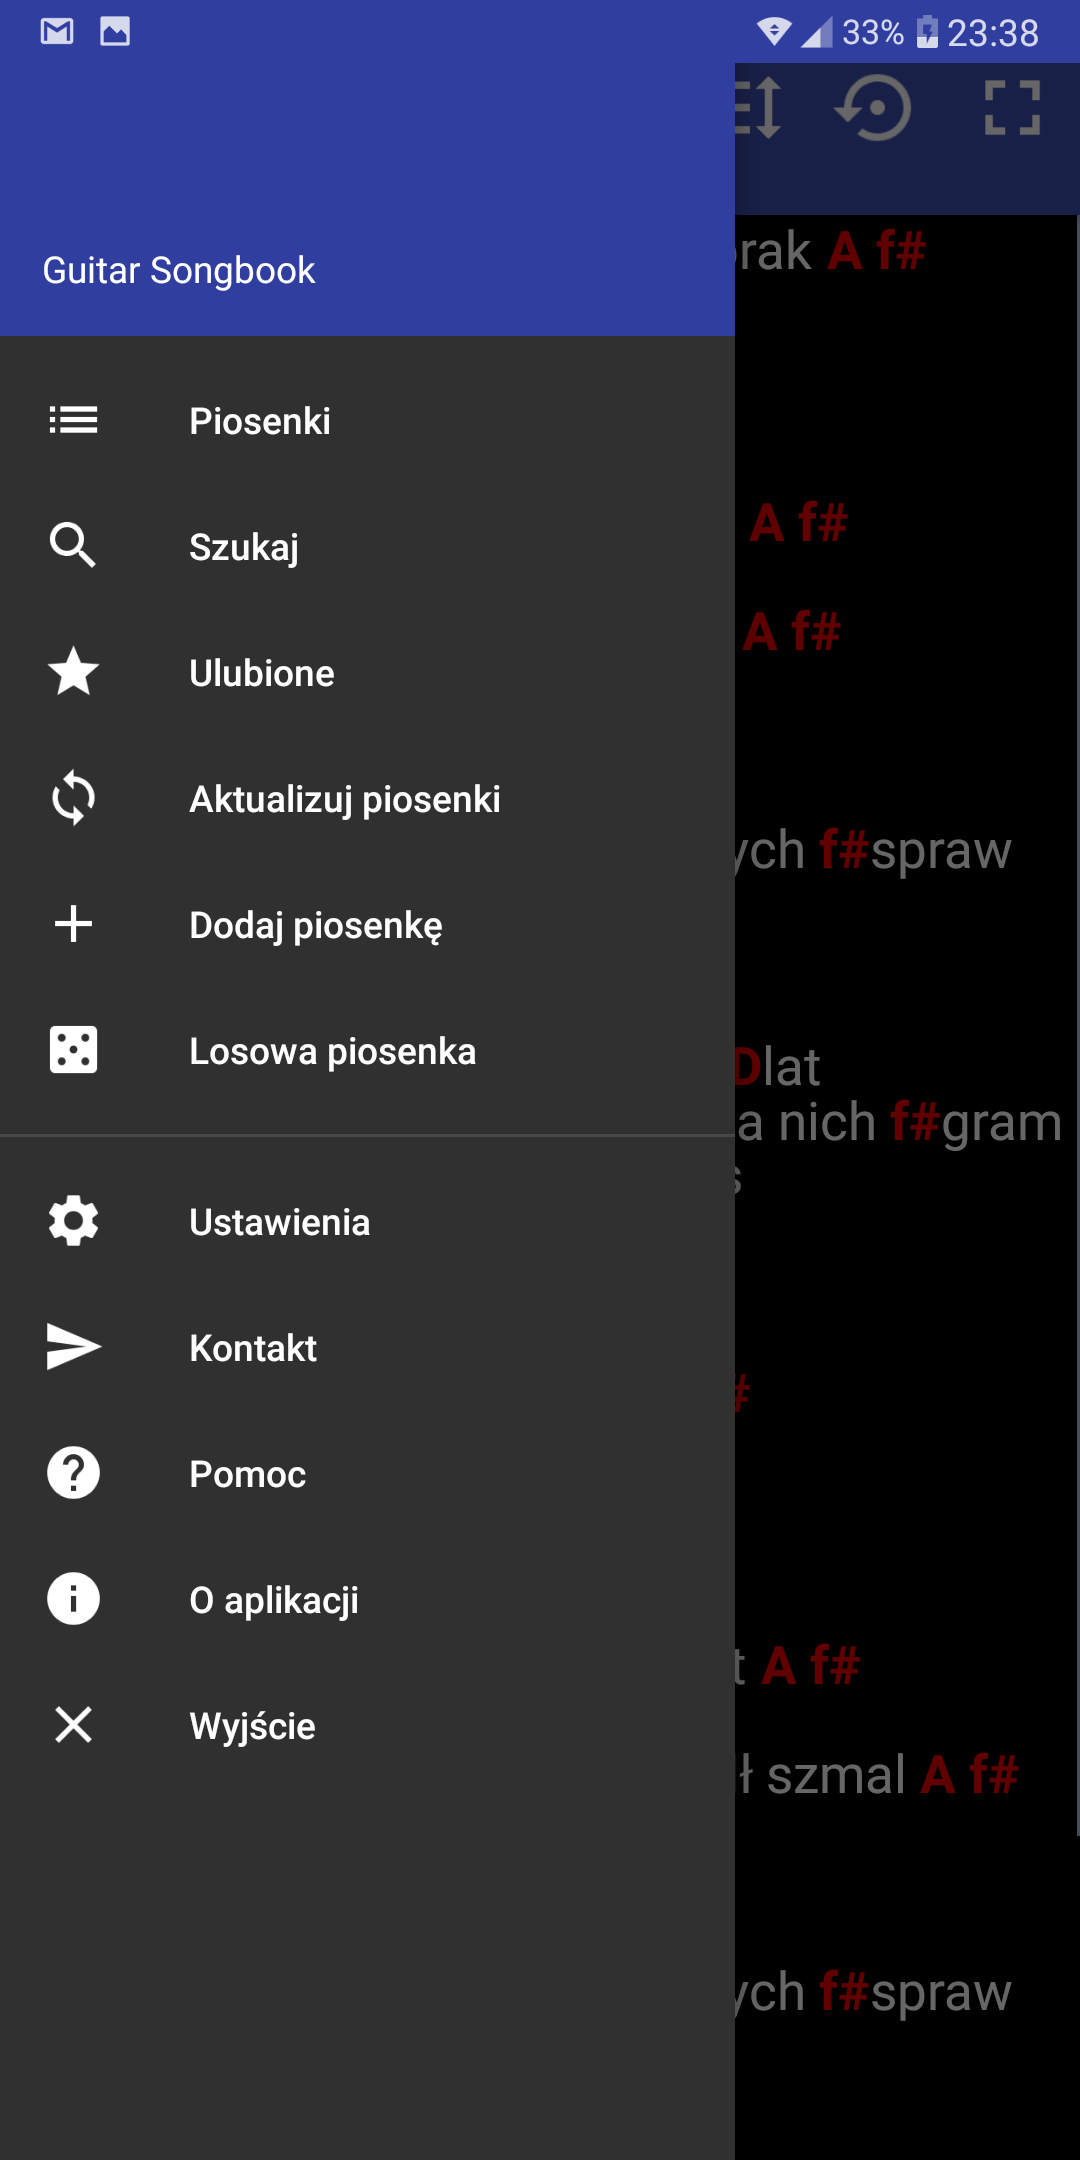 33% 23:38
Guitar Songbook
rak A f#
Piosenki
A f#
Szukaj
A f#
Ulubione
Aktualizuj piosenki
ych f#spraw
Dodaj piosenkę
Losowa piosenka
Dlat
a nich f#gram
s
Ustawienia
Kontakt
#
Pomoc
O aplikacji
t A f#
Wyjście
ł szmal A f#
ych f#spraw